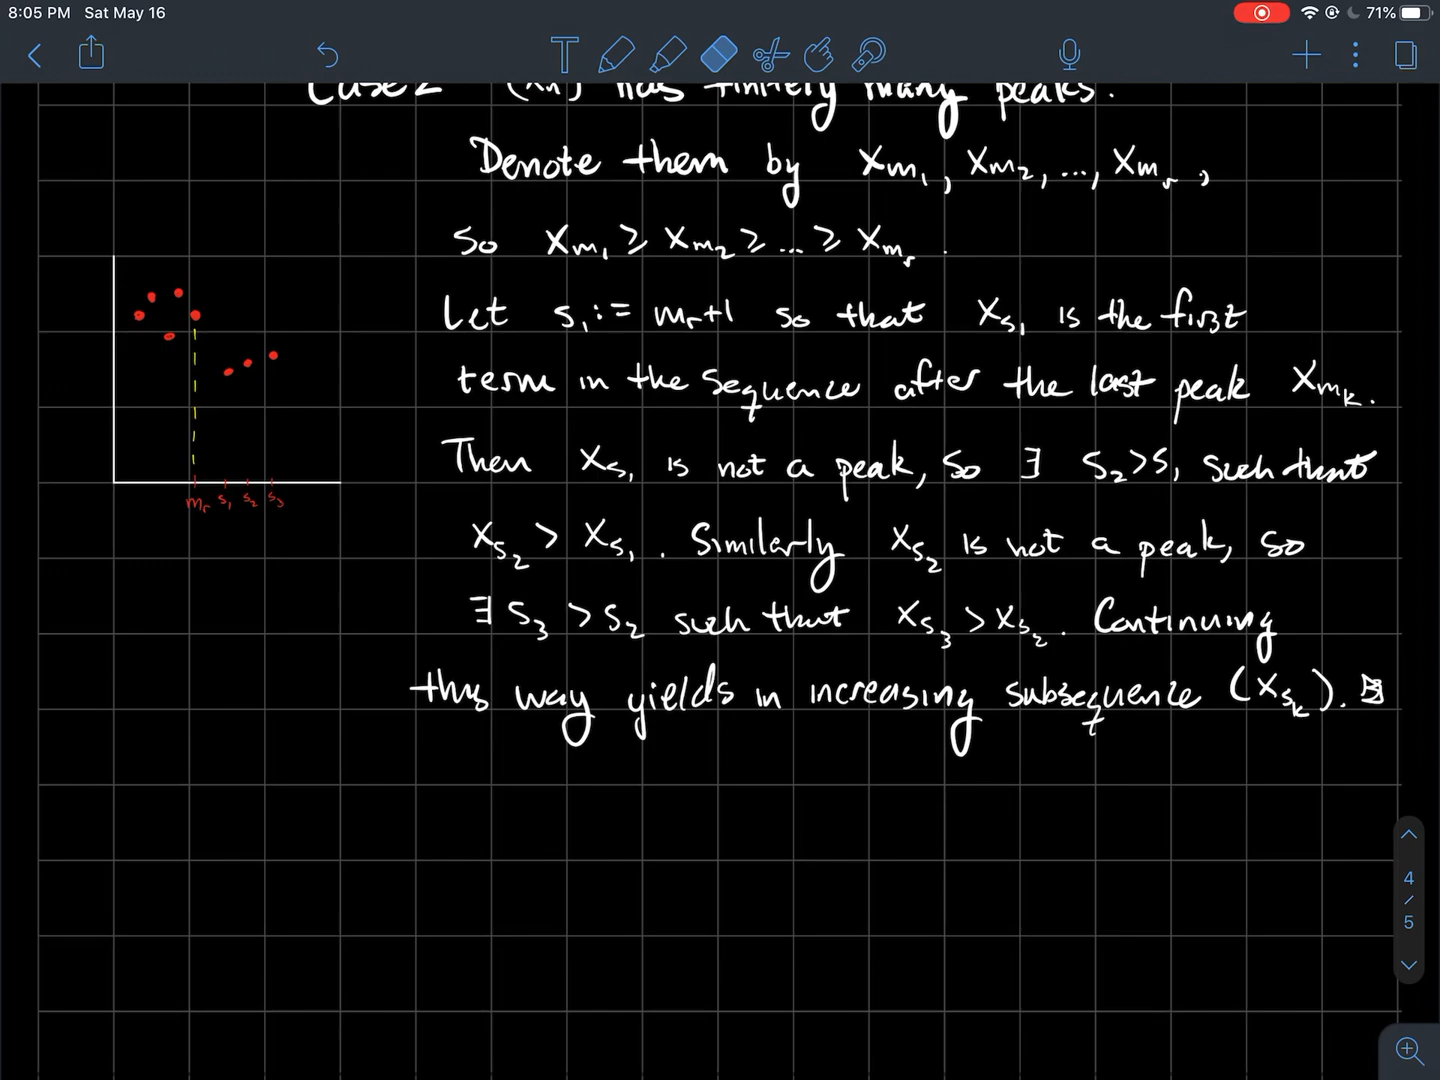 8:05 PM Sat May 16
71%
Case 2 (xn) has finitely many peaks.
Denote them by Xm₁, Xm₂, ..., Xmᵣ,
So Xm₁ ≥ Xm₂ ≥ ... ≥ Xmᵣ.
Let s₁ := mᵣ+1 so that Xs₁ is the first
term in the sequence after the last peak Xmₖ.
Then Xs₁ is not a peak, so ∃ s₂>s₁ such that
Xs₂ > Xs₁. Similarly Xs₂ is not a peak, so
∃ s₃ > s₂ such that Xs₃ > Xs₂. Continuing
this way yields in increasing subsequence (Xsₖ).
mᵣ s₁ s₂ s₃
4
/
5